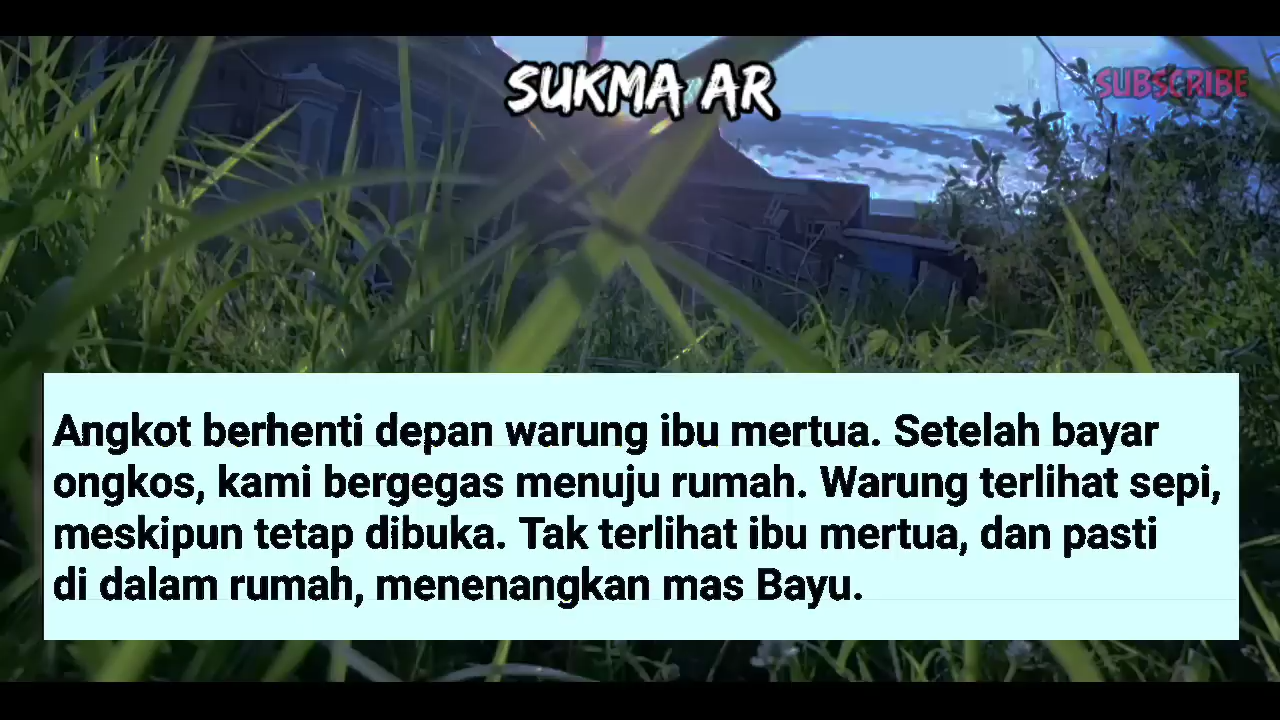 SUKMA AR
SUBSCRIBE
Angkot berhenti depan warung ibu mertua. Setelah bayar
ongkos, kami bergegas menuju rumah. Warung terlihat sepi,
meskipun tetap dibuka. Tak terlihat ibu mertua, dan pasti
di dalam rumah, menenangkan mas Bayu.